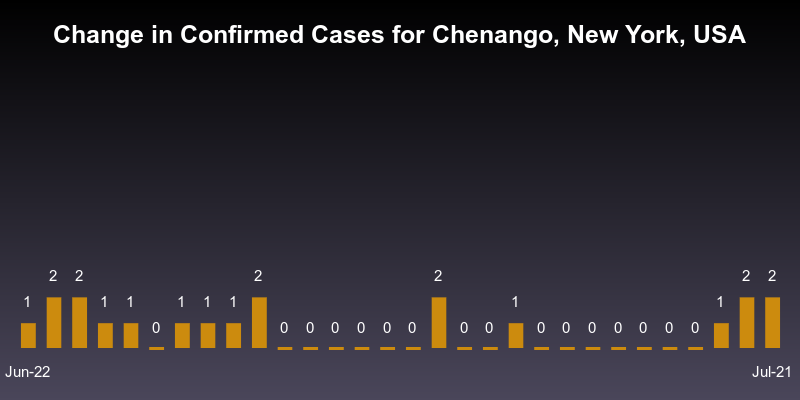 Change in Confirmed Cases for Chenango, New York, USA
1 2 2 1 1 0 1 1 1 2 0 0 0 0 0 0 2 0 0 1 0 0 0 0 0 0 0 1 2 2
Jun-22 Jul-21